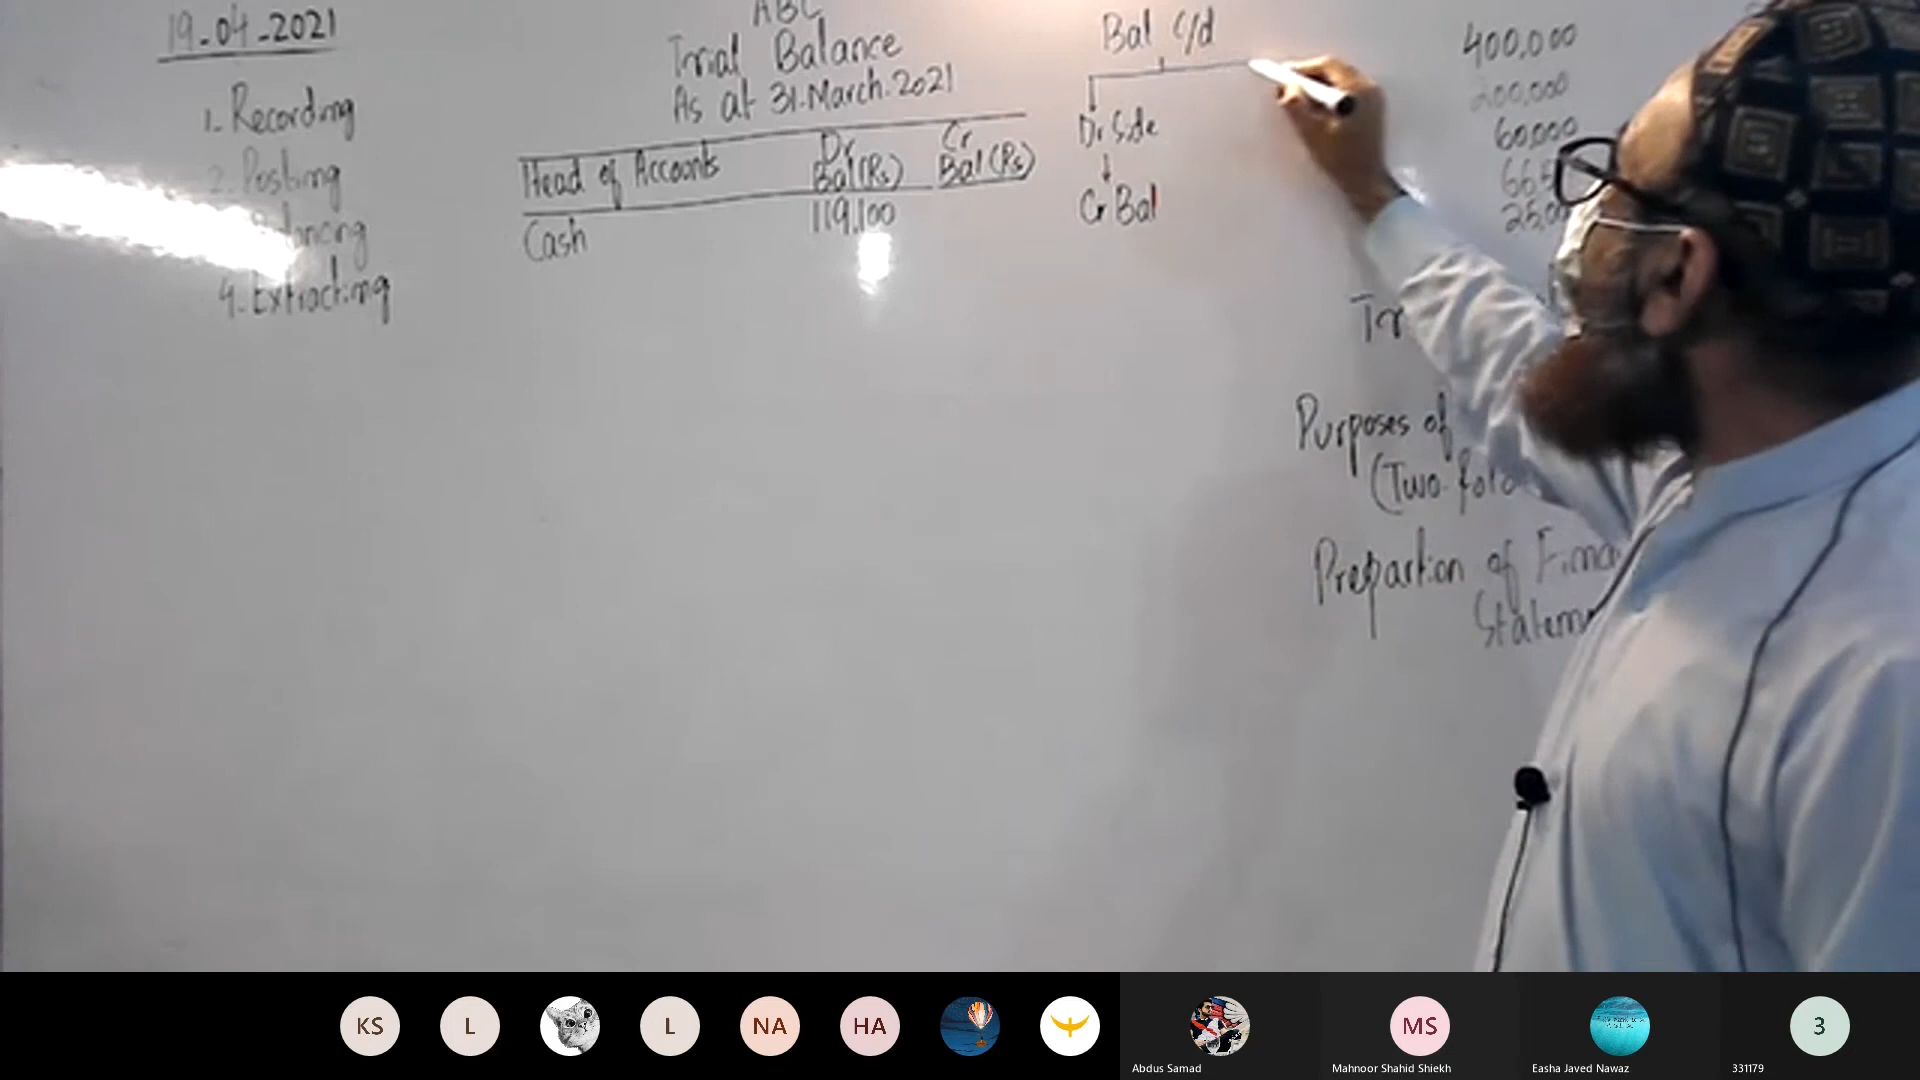 19-04-2021
1. Recording
2. Posting
4. Extracting
ABC
Trial Balance
As at 31-March-2021
Head of Accounts Dr Bal (Rs) Cr Bal (Rs)
Cash 119,100
Bal c/d
Dr Side
Cr Bal
400,000
200,000
60,000
Purposes of
(Two-fold
Prepartion of
KS
L
L
NA
HA
MS
3
Abdus Samad
Mahnoor Shahid Shiekh
Easha Javed Nawaz
331179